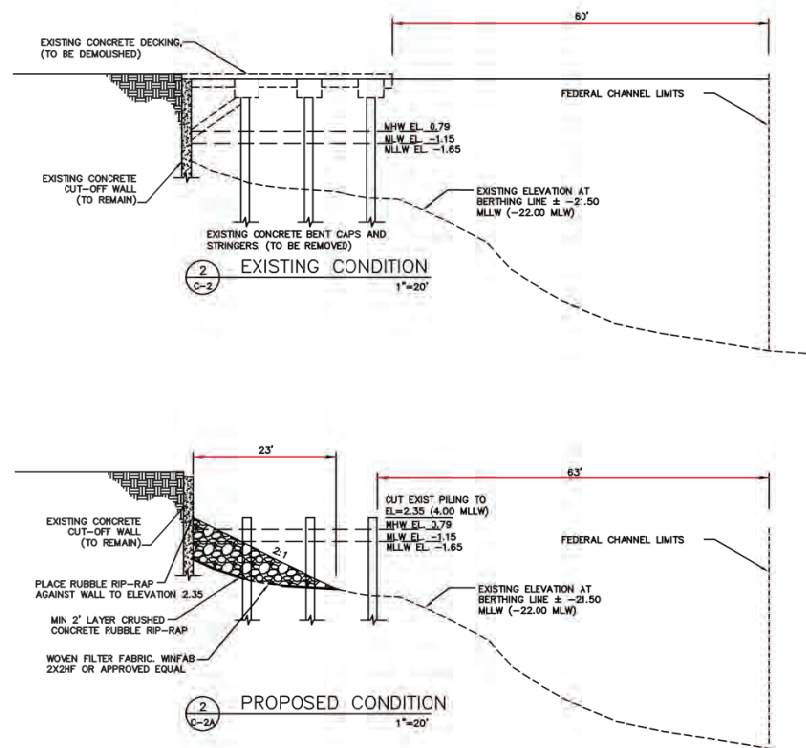 60'
EXISTING CONCRETE DECKING,
(TO BE DEMOLISHED)
FEDERAL CHANNEL LIMITS
MHW EL. 0.79
MLW EL. -1.15
MLLW EL. -1.65
EXISTING CONCRETE
CUT-OFF WALL
(TO REMAIN)
EXISTING ELEVATION AT
BERTHING LINE ± -21.50
MLLW (-22.00 MLW)
EXISTING CONCRETE BENT CAPS AND
STRINGERS (TO BE REMOVED)
2
C-2
EXISTING CONDITION
1"=20'
23'
63'
CUT EXIST PILING TO
EL=2.35 (4.00 MLLW)
MHW EL. 0.79
MLW EL. -1.15
MLLW EL. -1.65
EXISTING CONCRETE
CUT-OFF WALL
(TO REMAIN)
2:1
FEDERAL CHANNEL LIMITS
PLACE RUBBLE RIP-RAP
AGAINST WALL TO ELEVATION 2.35
EXISTING ELEVATION AT
BERTHING LINE ± -21.50
MLLW (-22.00 MLW)
MIN 2' LAYER CRUSHED
CONCRETE RUBBLE RIP-RAP
WOVEN FILTER FABRIC, WINFAB
2X2HF OR APPROVED EQUAL
2
C-2A
PROPOSED CONDITION
1"=20'